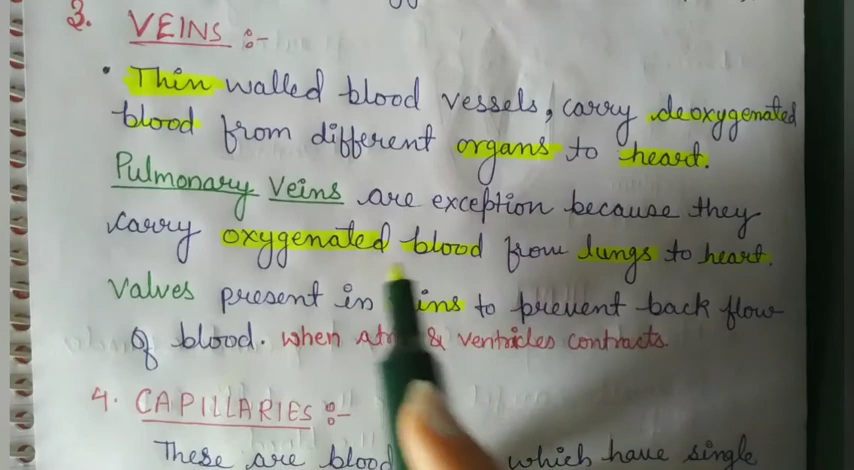 3. VEINS :-
• Thin walled blood vessels, carry deoxygenated
blood from different organs to heart.
Pulmonary Veins are exception because they
carry oxygenated blood from lungs to heart.
Valves present in ins to prevent back flow
of blood. when & ventricles contracts.
4. CAPILLARIES :-
These are blood which have single